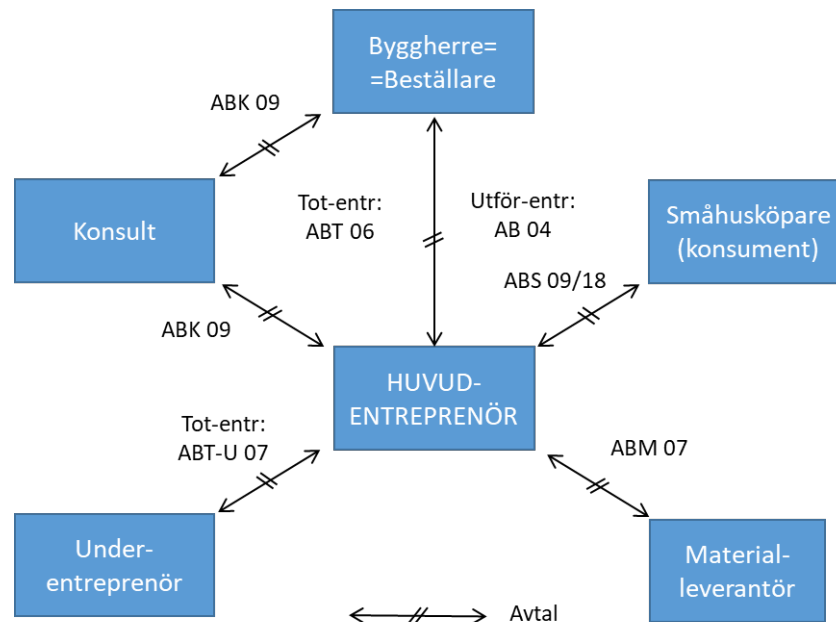 Byggherre=
=Beställare
ABK 09
Konsult
Tot-entr:
ABT 06
Utför-entr:
AB 04
Småhusköpare
(konsument)
ABS 09/18
ABK 09
HUVUD-
ENTREPRENÖR
Tot-entr:
ABT-U 07
ABM 07
Under-
entreprenör
Material-
leverantör
Avtal